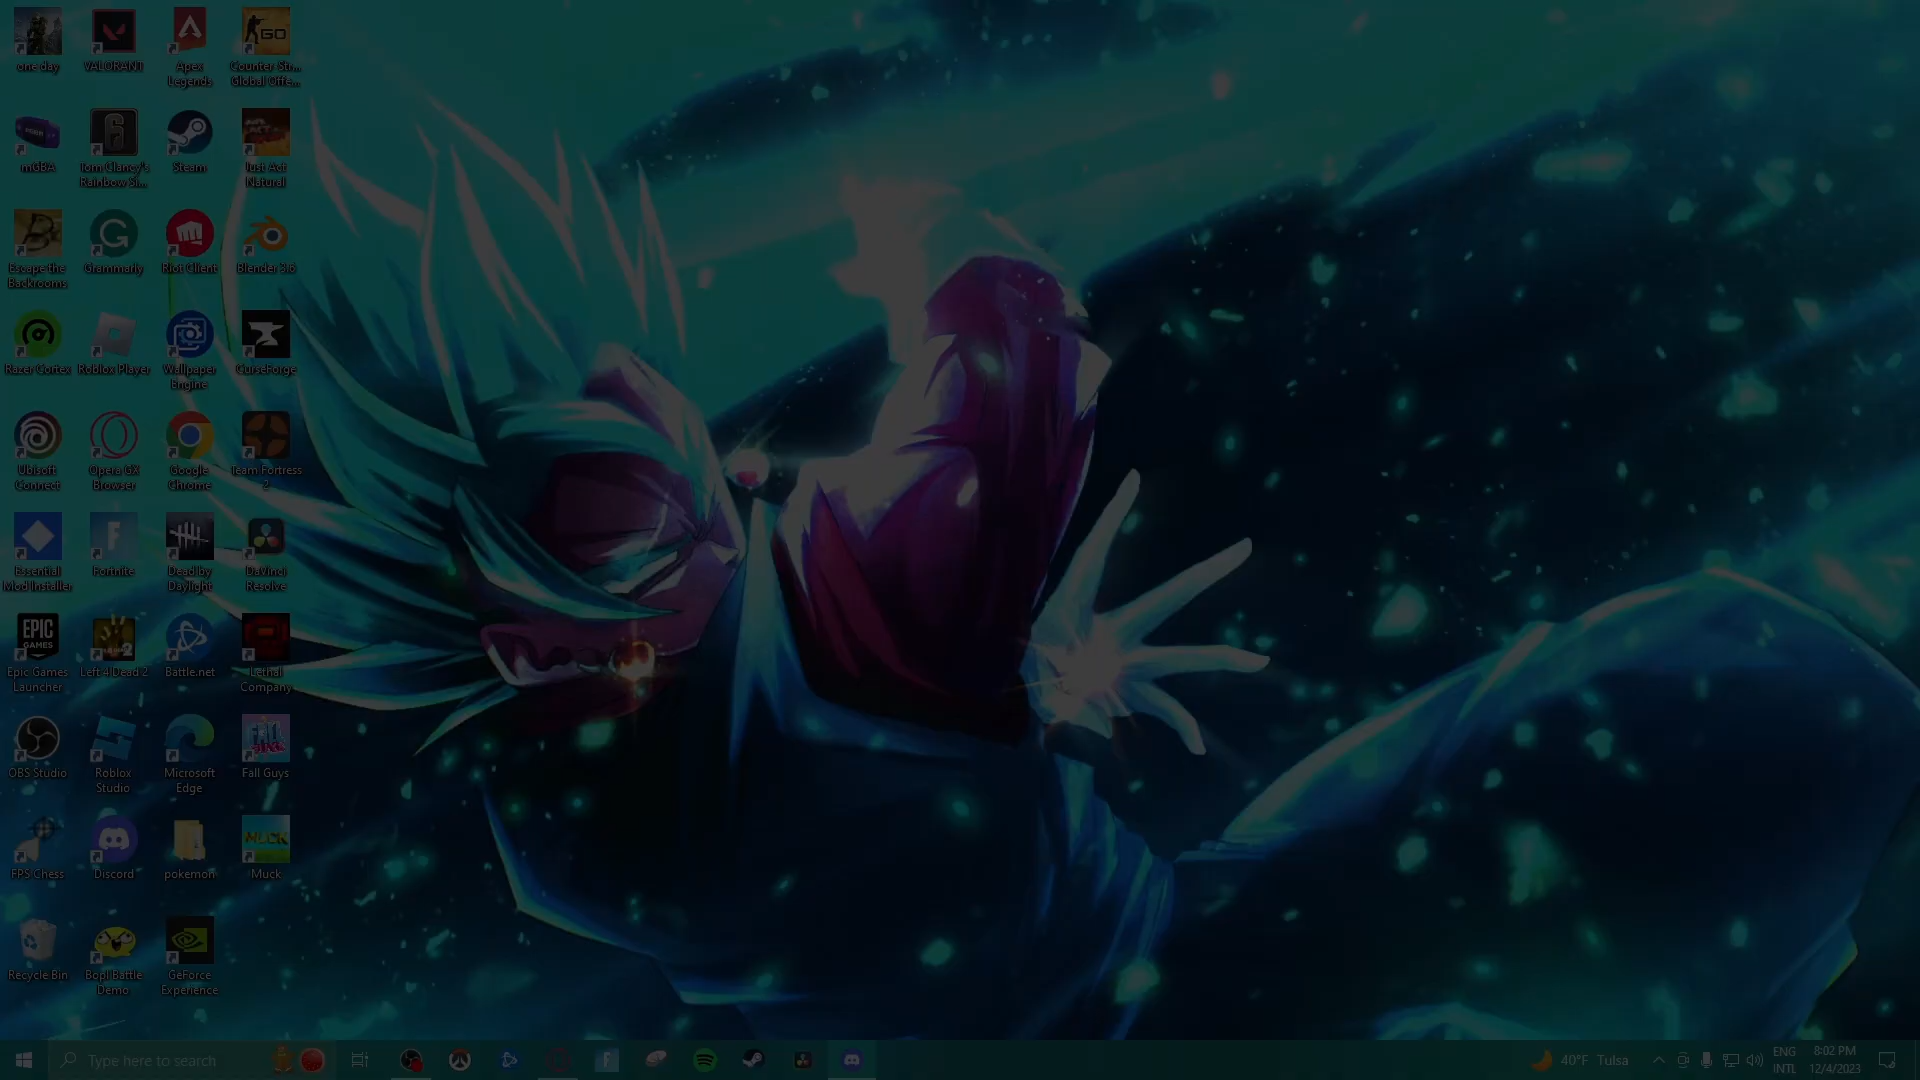 one day
VALORANT
Apex
Legends
Counter Str...
Global Offe...
GO
mGBA
Tom Clancy's
Rainbow Si...
6
Steam
Just Act
Natural
Escape the
Backrooms
Grammarly
Riot Client
Blender 3.6
Razer Cortex
Roblox Player
Wallpaper
Engine
CurseForge
Ubisoft
Connect
Opera GX
Browser
Google
Chrome
Team Fortress
2
Essential
Mod Installer
Fortnite
Dead by
Daylight
DaVinci
Resolve
EPIC
GAMES
Epic Games
Launcher
Left 4 Dead 2
Battle.net
Lethal
Company
OBS Studio
Roblox
Studio
Microsoft
Edge
Fall Guys
FPS Chess
Discord
pokemon
MUCK
Muck
Recycle Bin
Bopl Battle
Demo
GeForce
Experience
Type here to search
40°F Tulsa
ENG
INTL
8:02 PM
12/4/2023